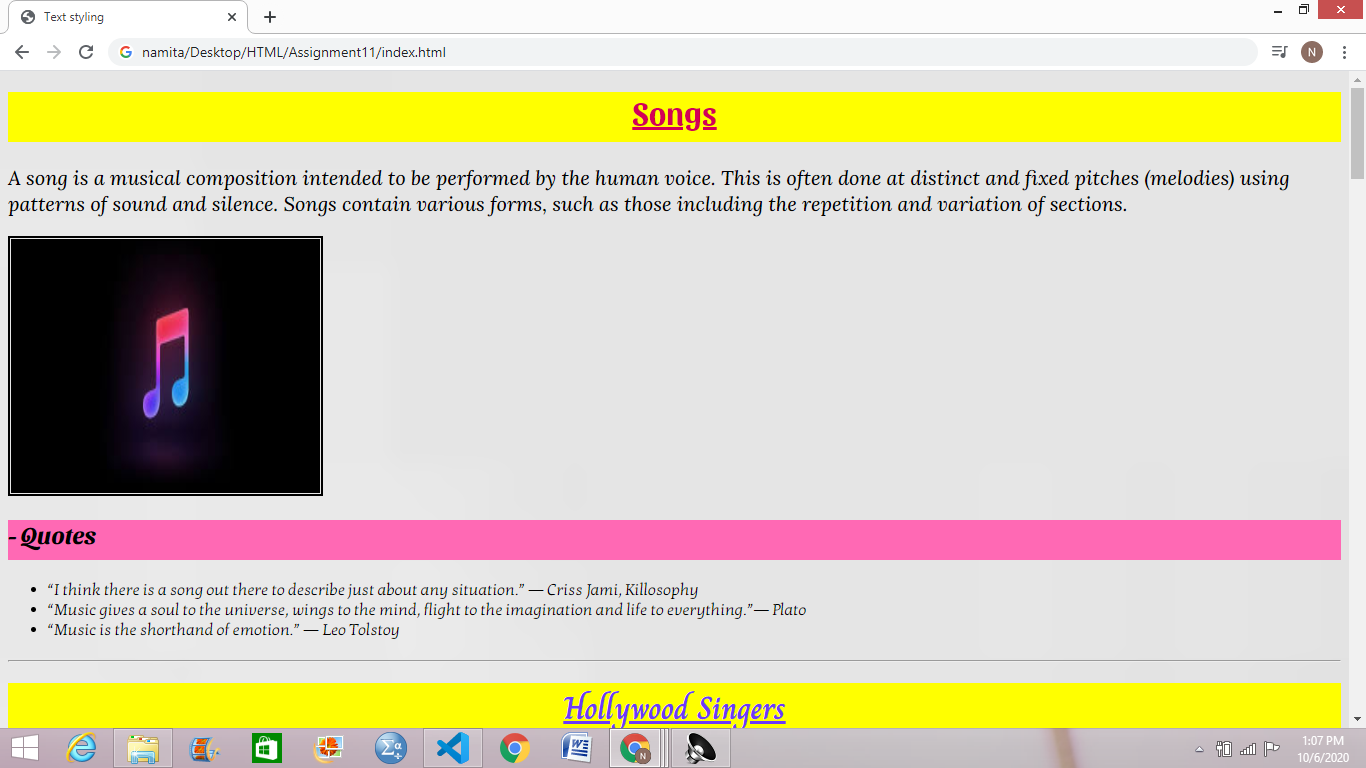 Text styling
namita/Desktop/HTML/Assignment11/index.html
N
Songs
A song is a musical composition intended to be performed by the human voice. This is often done at distinct and fixed pitches (melodies) using
patterns of sound and silence. Songs contain various forms, such as those including the repetition and variation of sections.
- Quotes
• “I think there is a song out there to describe just about any situation.” — Criss Jami, Killosophy
• “Music gives a soul to the universe, wings to the mind, flight to the imagination and life to everything.”— Plato
• “Music is the shorthand of emotion.” — Leo Tolstoy
Hollywood Singers
1:07 PM
10/6/2020